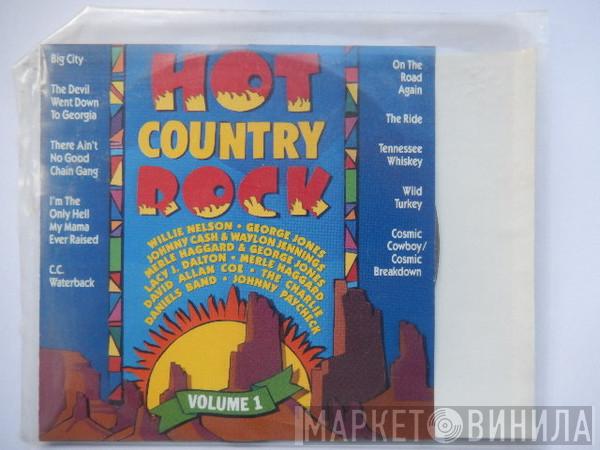 Big City
The Devil
Went Down
To Georgia
There Ain't
No Good
Chain Gang
I'm The
Only Hell
My Mama
Ever Raised
C.C.
Waterback
HOT
COUNTRY
ROCK
WILLIE NELSON • GEORGE JONES
JOHNNY CASH & WAYLON JENNINGS
MERLE HAGGARD & GEORGE JONES
LACY J. DALTON • MERLE HAGGARD
DAVID ALLAN COE • THE CHARLIE
DANIELS BAND • JOHNNY PAYCHECK
VOLUME 1
On The
Road
Again
The Ride
Tennessee
Whiskey
Wild
Turkey
Cosmic
Cowboy/
Cosmic
Breakdown
МАРКЕТ ВИНИЛА